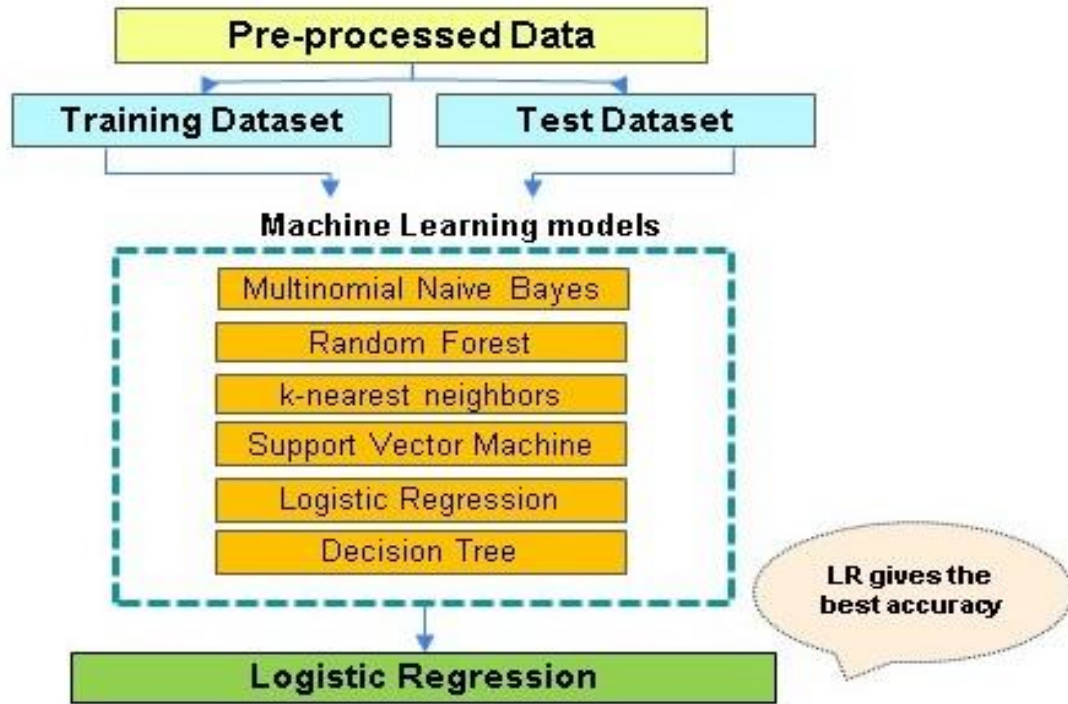 Pre-processed Data
Training Dataset
Test Dataset
Machine Learning models
Multinomial Naive Bayes
Random Forest
k-nearest neighbors
Support Vector Machine
Logistic Regression
Decision Tree
LR gives the
best accuracy
Logistic Regression